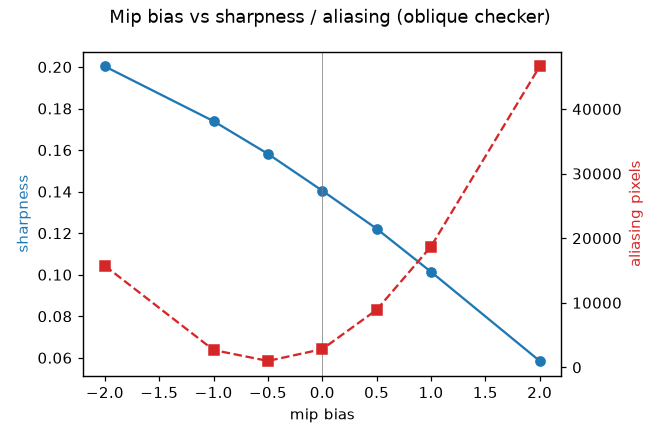 Mip bias vs sharpness / aliasing (oblique checker)
sharpness
0.20
0.18
0.16
0.14
0.12
0.10
0.08
0.06
40000
30000
20000
10000
0
aliasing pixels
−2.0 −1.5 −1.0 −0.5 0.0 0.5 1.0 1.5 2.0
mip bias